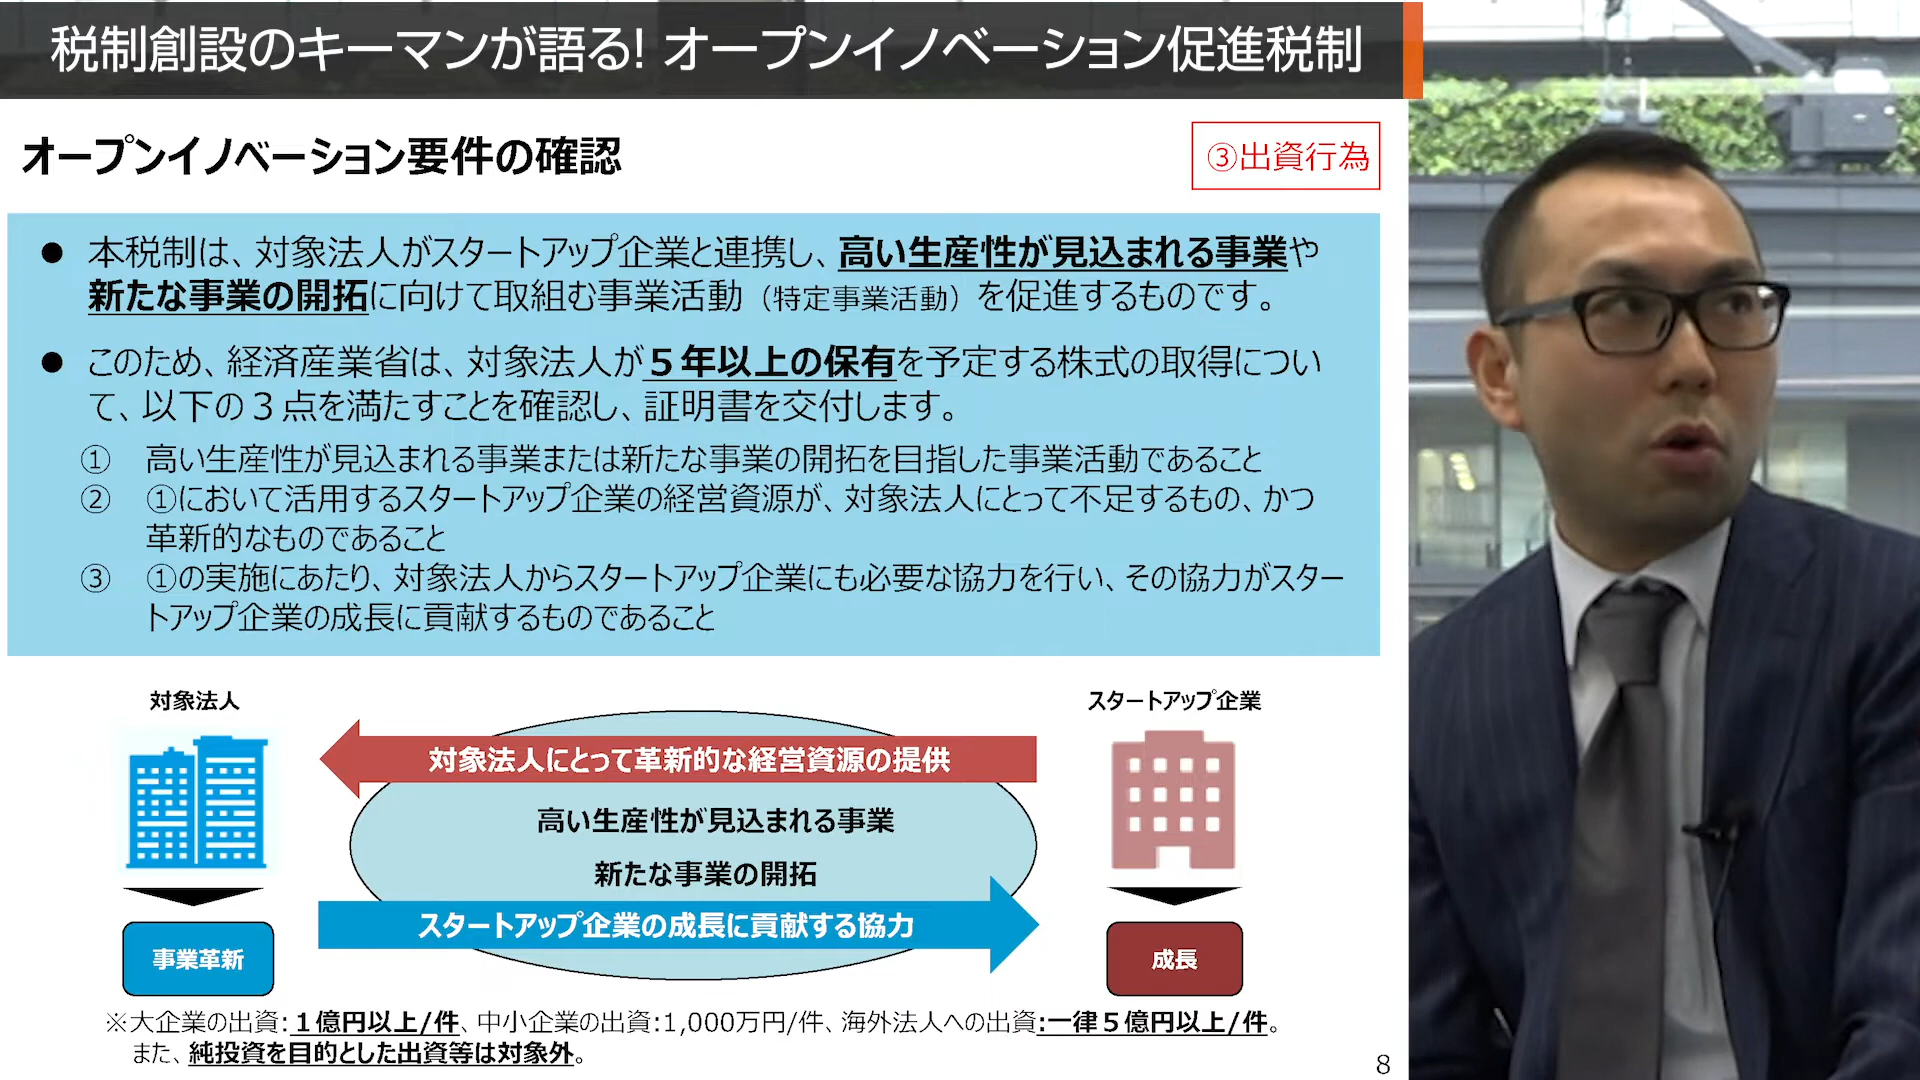 税制創設のキーマンが語る! オープンイノベーション促進税制
オープンイノベーション要件の確認
③出資行為
● 本税制は、対象法人がスタートアップ企業と連携し、高い生産性が見込まれる事業や
新たな事業の開拓に向けて取組む事業活動（特定事業活動）を促進するものです。
● このため、経済産業省は、対象法人が５年以上の保有を予定する株式の取得につい
て、以下の３点を満たすことを確認し、証明書を交付します。
① 高い生産性が見込まれる事業または新たな事業の開拓を目指した事業活動であること
② ①において活用するスタートアップ企業の経営資源が、対象法人にとって不足するもの、かつ
革新的なものであること
③ ①の実施にあたり、対象法人からスタートアップ企業にも必要な協力を行い、その協力がスター
トアップ企業の成長に貢献するものであること
対象法人
スタートアップ企業
対象法人にとって革新的な経営資源の提供
高い生産性が見込まれる事業
新たな事業の開拓
スタートアップ企業の成長に貢献する協力
事業革新
成長
※大企業の出資:１億円以上/件、中小企業の出資:1,000万円/件、海外法人への出資:一律５億円以上/件。
また、純投資を目的とした出資等は対象外。
8